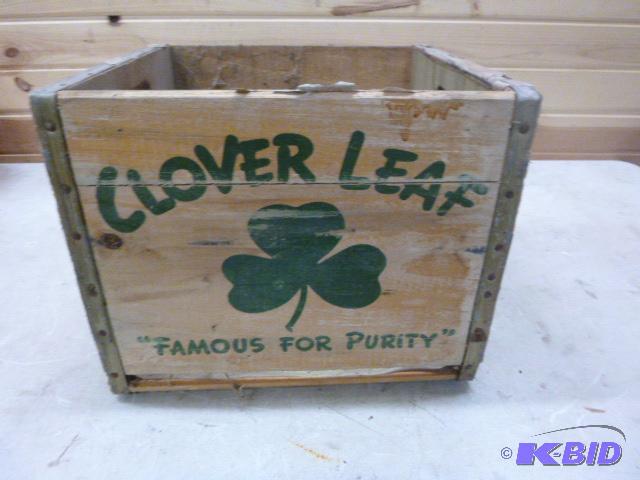 CLOVER LEAF
"FAMOUS FOR PURITY"
© K-BID